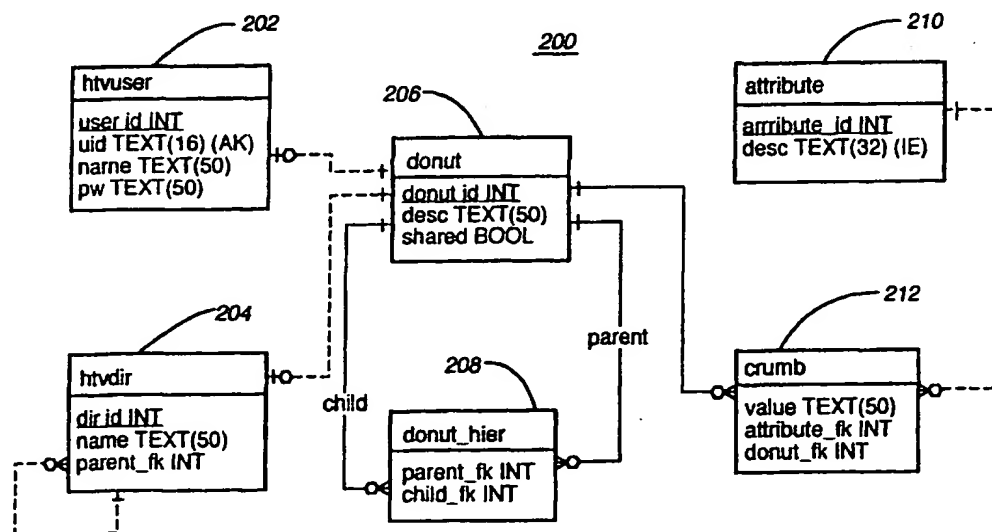 202
200
210
htvuser
user id INT
uid TEXT(16) (AK)
name TEXT(50)
pw TEXT(50)
206
donut
donut id INT
desc TEXT(50)
shared BOOL
attribute
arrribute_id INT
desc TEXT(32) (IE)
204
htvdir
dir id INT
name TEXT(50)
parent_fk INT
child
parent
208
donut_hier
parent_fk INT
child_fk INT
212
crumb
value TEXT(50)
attribute_fk INT
donut_fk INT